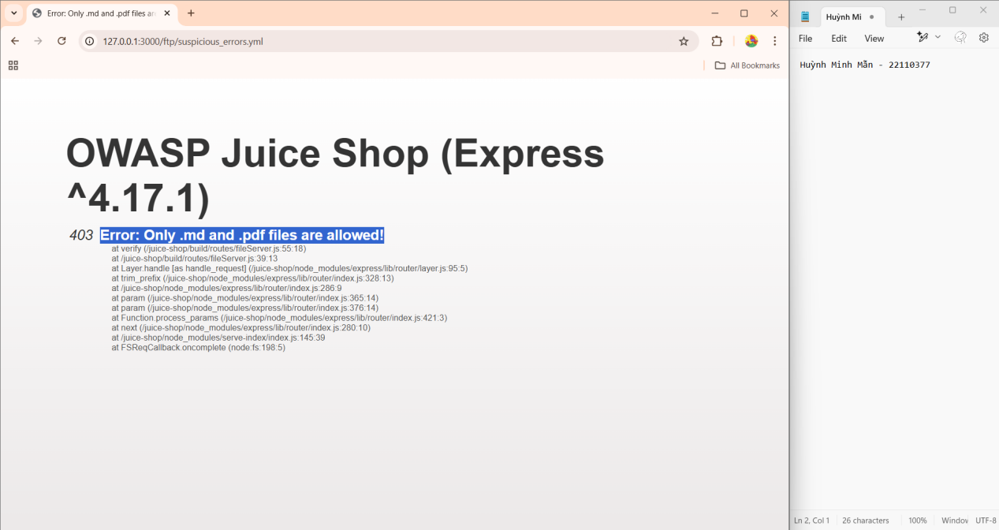 Error: Only .md and .pdf files ar
127.0.0.1:3000/ftp/suspicious_errors.yml
All Bookmarks
OWASP Juice Shop (Express
^4.17.1)
403 Error: Only .md and .pdf files are allowed!
at verify (/juice-shop/build/routes/fileServer.js:55:18)
at /juice-shop/build/routes/fileServer.js:39:13
at Layer.handle [as handle_request] (/juice-shop/node_modules/express/lib/router/layer.js:95:5)
at trim_prefix (/juice-shop/node_modules/express/lib/router/index.js:328:13)
at /juice-shop/node_modules/express/lib/router/index.js:286:9
at param (/juice-shop/node_modules/express/lib/router/index.js:365:14)
at param (/juice-shop/node_modules/express/lib/router/index.js:376:14)
at Function.process_params (/juice-shop/node_modules/express/lib/router/index.js:421:3)
at next (/juice-shop/node_modules/express/lib/router/index.js:280:10)
at /juice-shop/node_modules/serve-index/index.js:145:39
at FSReqCallback.oncomplete (node:fs:198:5)
Huỳnh Mi
File Edit View
Huỳnh Minh Mẫn - 22110377
Ln 2, Col 1 26 characters 100% Window UTF-8